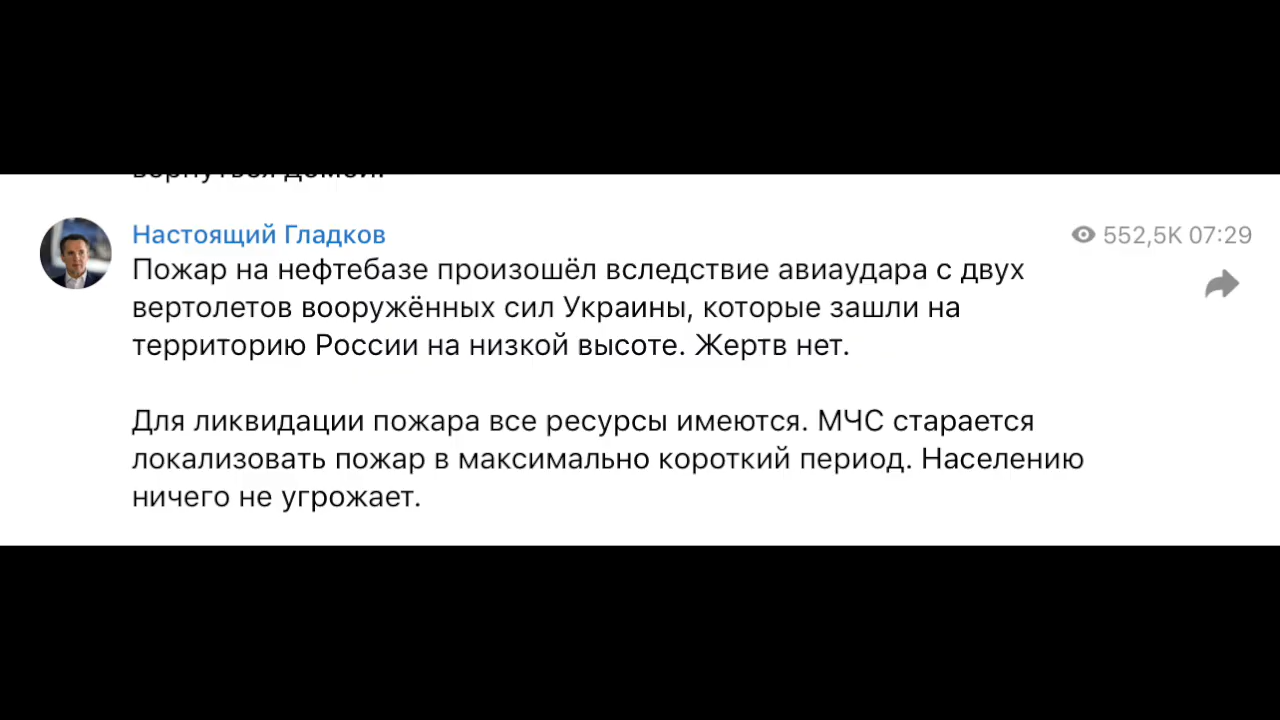 вернуться домой.
Настоящий Гладков
552,5K 07:29
Пожар на нефтебазе произошёл вследствие авиаудара с двух
вертолетов вооружённых сил Украины, которые зашли на
территорию России на низкой высоте. Жертв нет.
Для ликвидации пожара все ресурсы имеются. МЧС старается
локализовать пожар в максимально короткий период. Населению
ничего не угрожает.